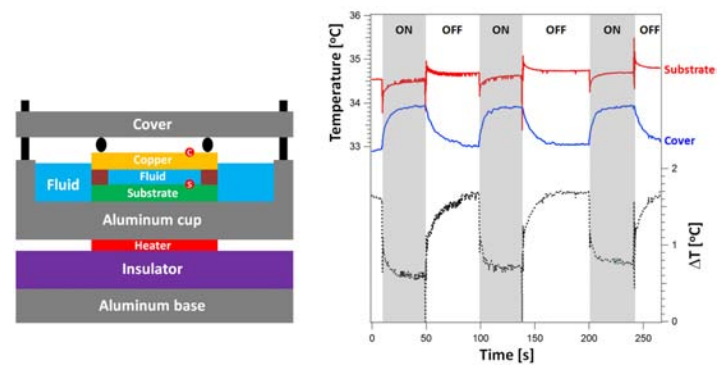 Cover
C
Copper
Fluid
Fluid
S
Substrate
Aluminum cup
Heater
Insulator
Aluminum base
Temperature [°C]
36
35
34
33
ON OFF ON OFF ON OFF
Substrate
Cover
2
1
0
ΔT [°C]
0 50 100 150 200 250
Time [s]